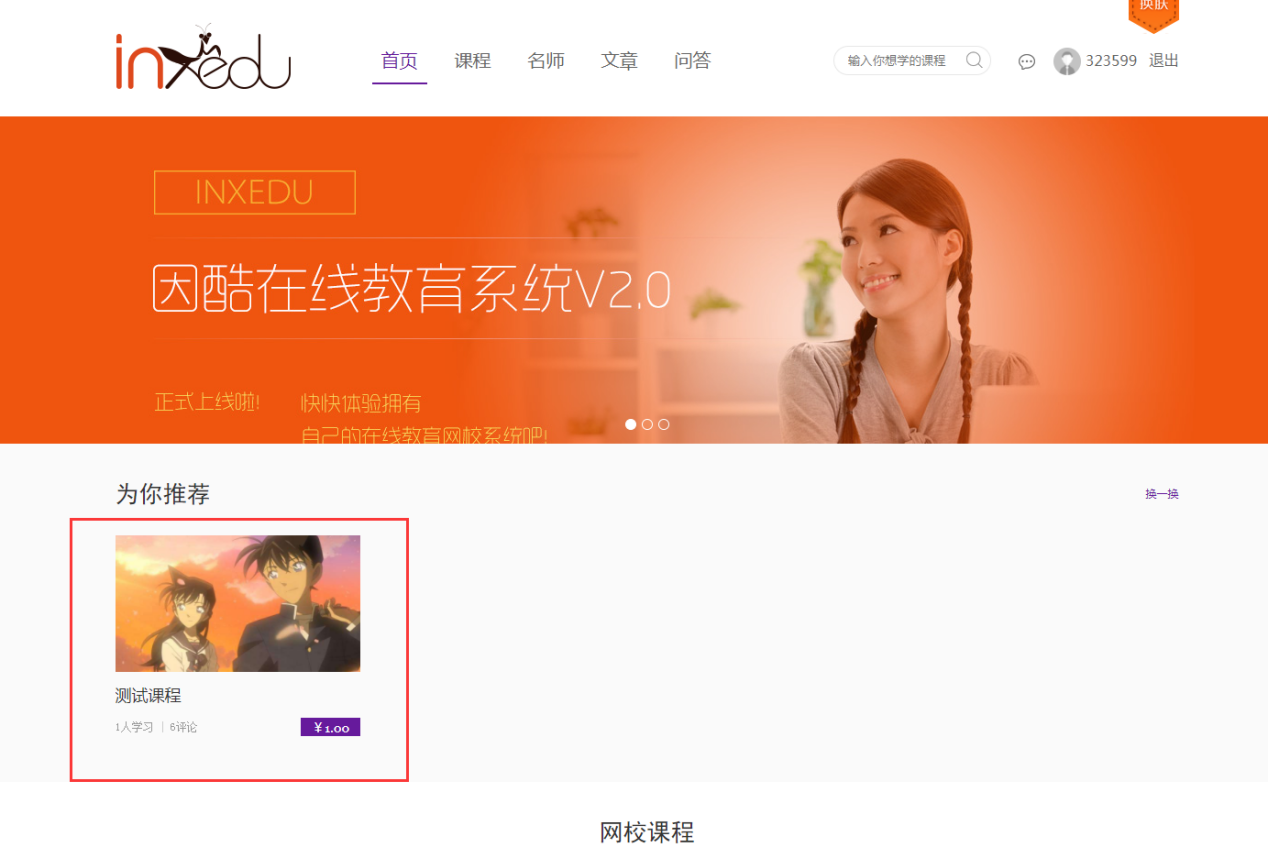 换肤
inxedu
首页 课程 名师 文章 问答 输入你想学的课程 323599 退出
INXEDU
因酷在线教育系统V2.0
正式上线啦! 快快体验拥有
自己的在线教育网校系统吧!
为你推荐 换一换
测试课程
1人学习 | 6评论 ￥1.00
网校课程